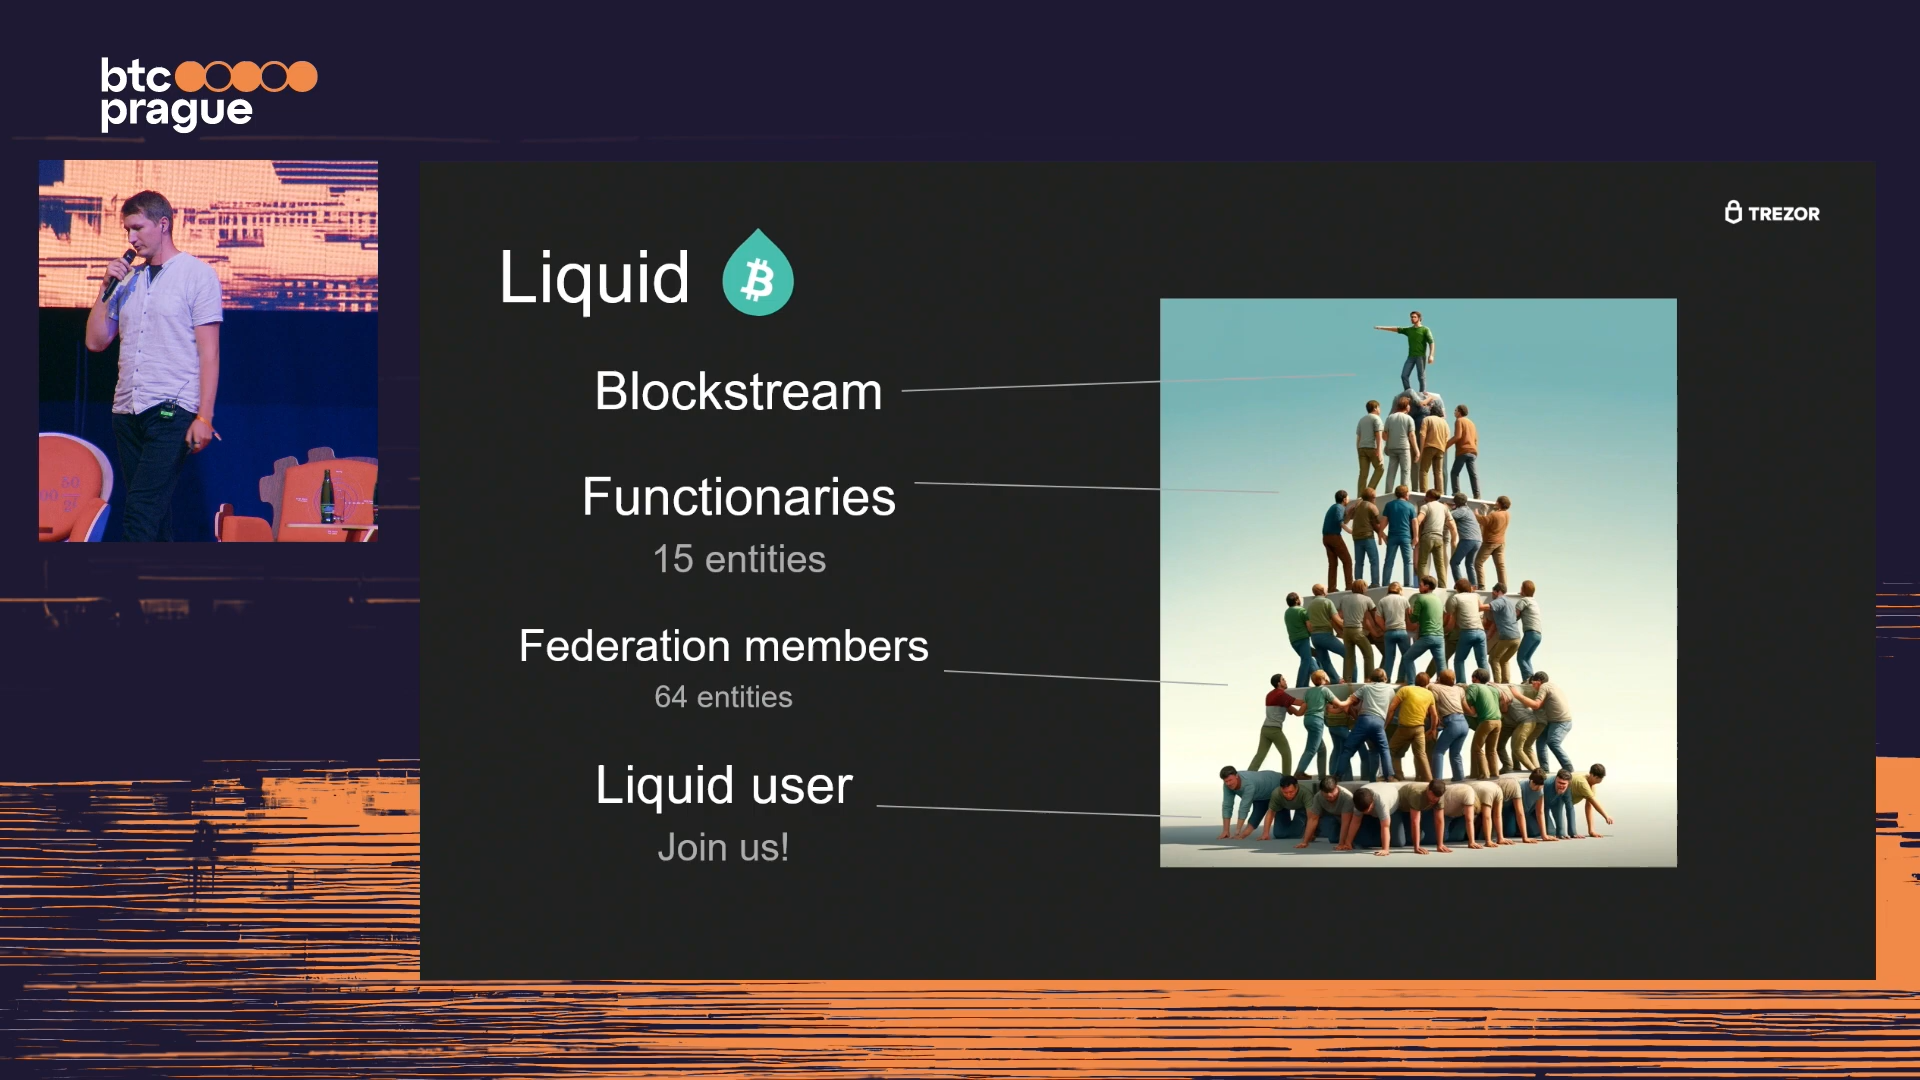 btc
prague
TREZOR
Liquid
Blockstream
Functionaries
15 entities
Federation members
64 entities
Liquid user
Join us!